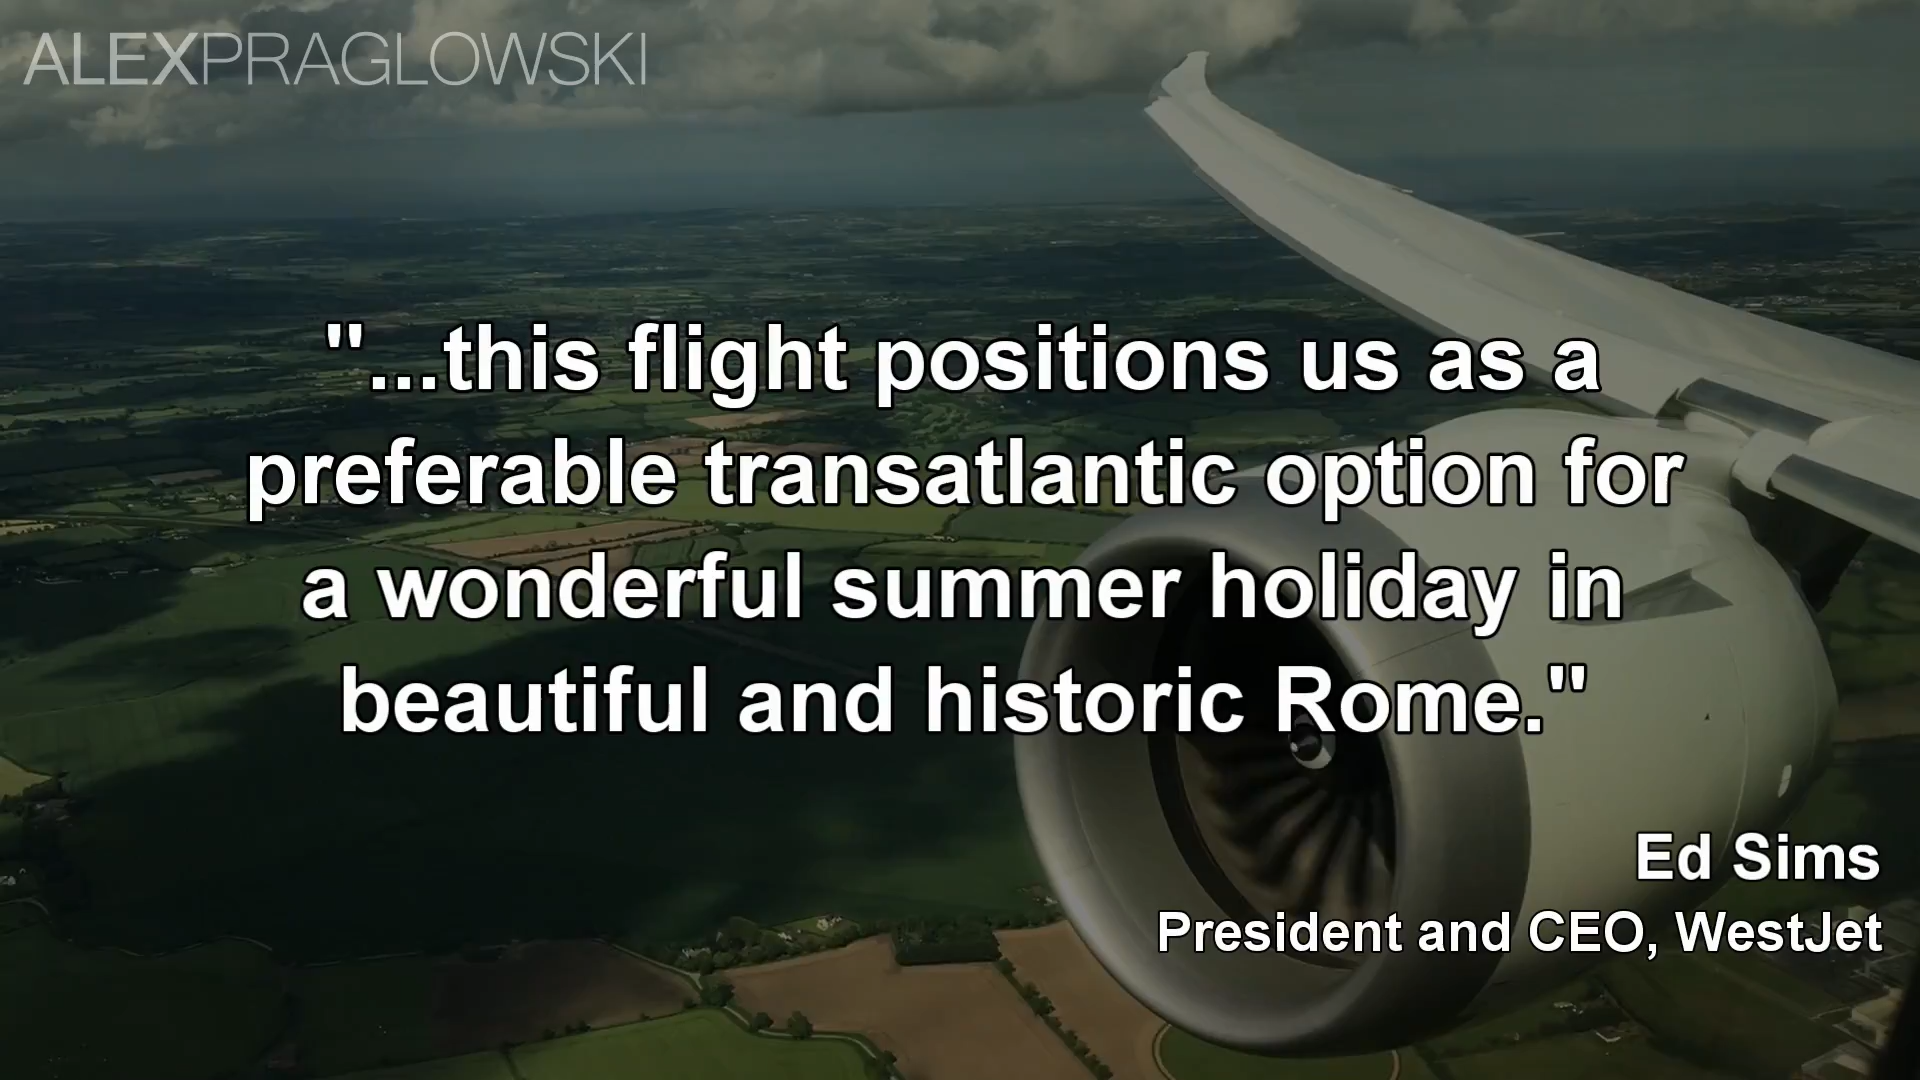 ALEXPRAGLOWSKI
"...this flight positions us as a
preferable transatlantic option for
a wonderful summer holiday in
beautiful and historic Rome."
Ed Sims
President and CEO, WestJet